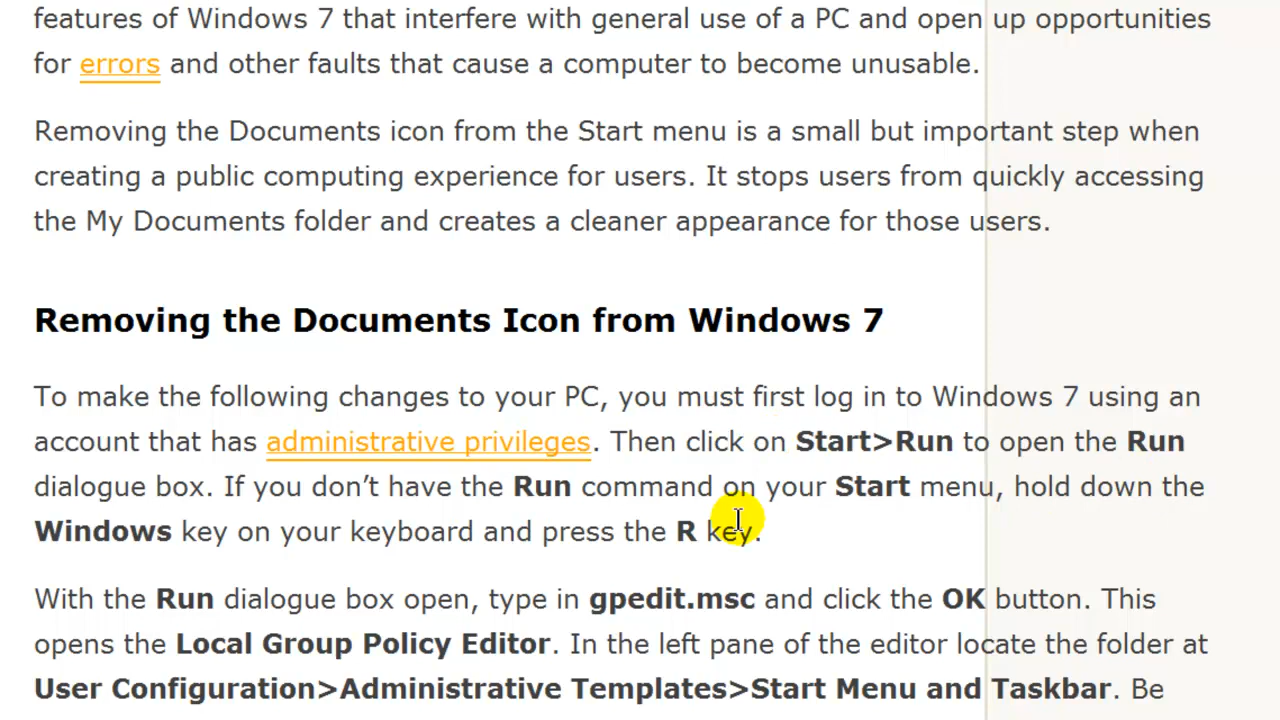 features of Windows 7 that interfere with general use of a PC and open up opportunities
for errors and other faults that cause a computer to become unusable.
Removing the Documents icon from the Start menu is a small but important step when
creating a public computing experience for users. It stops users from quickly accessing
the My Documents folder and creates a cleaner appearance for those users.
Removing the Documents Icon from Windows 7
To make the following changes to your PC, you must first log in to Windows 7 using an
account that has administrative privileges. Then click on Start>Run to open the Run
dialogue box. If you don’t have the Run command on your Start menu, hold down the
Windows key on your keyboard and press the R key.
With the Run dialogue box open, type in gpedit.msc and click the OK button. This
opens the Local Group Policy Editor. In the left pane of the editor locate the folder at
User Configuration>Administrative Templates>Start Menu and Taskbar. Be